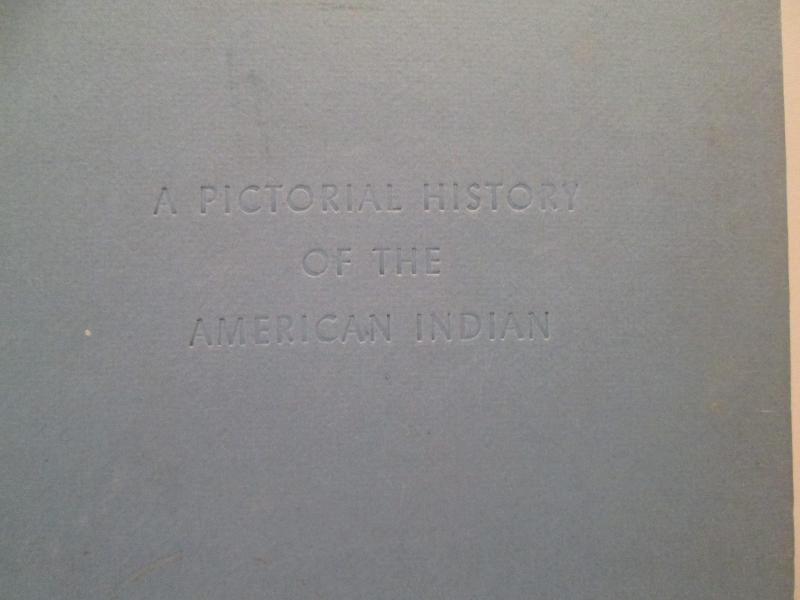 A PICTORIAL HISTORY
OF THE
AMERICAN INDIAN